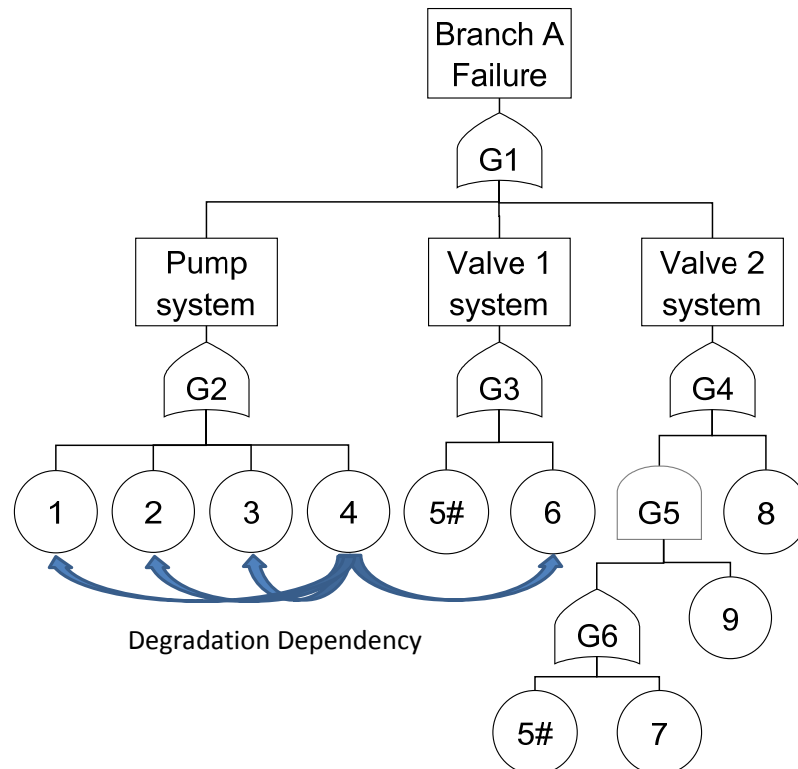 Branch A
Failure
G1
Pump
system
Valve 1
system
Valve 2
system
G2
G3
G4
1
2
3
4
5#
6
G5
8
Degradation Dependency
G6
9
5#
7